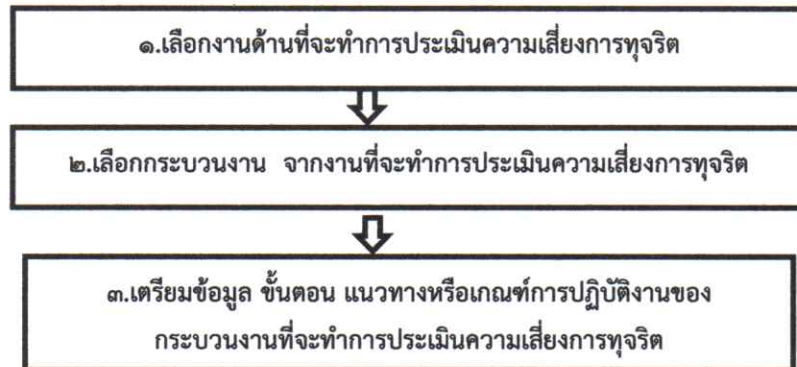 ๑.เลือกงานด้านที่จะทำการประเมินความเสี่ยงการทุจริต
๒.เลือกกระบวนงาน จากงานที่จะทำการประเมินความเสี่ยงการทุจริต
๓.เตรียมข้อมูล ขั้นตอน แนวทางหรือเกณฑ์การปฏิบัติงานของ
กระบวนงานที่จะทำการประเมินความเสี่ยงการทุจริต